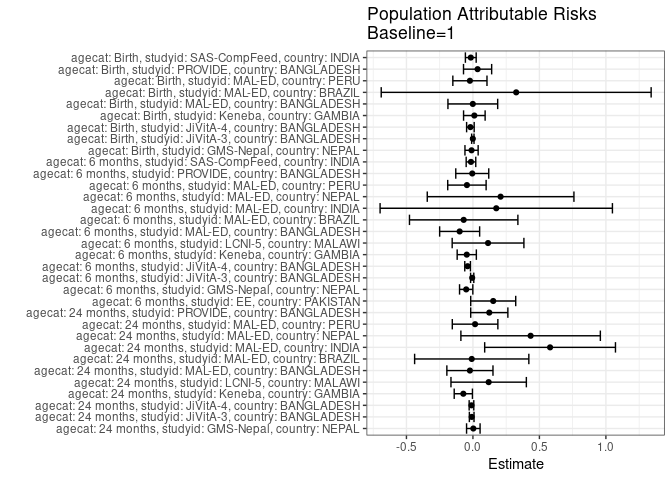 Population Attributable Risks
Baseline=1
agecat: Birth, studyid: SAS-CompFeed, country: INDIA
agecat: Birth, studyid: PROVIDE, country: BANGLADESH
agecat: Birth, studyid: MAL-ED, country: PERU
agecat: Birth, studyid: MAL-ED, country: BRAZIL
agecat: Birth, studyid: MAL-ED, country: BANGLADESH
agecat: Birth, studyid: Keneba, country: GAMBIA
agecat: Birth, studyid: JiVitA-4, country: BANGLADESH
agecat: Birth, studyid: JiVitA-3, country: BANGLADESH
agecat: Birth, studyid: GMS-Nepal, country: NEPAL
agecat: 6 months, studyid: SAS-CompFeed, country: INDIA
agecat: 6 months, studyid: PROVIDE, country: BANGLADESH
agecat: 6 months, studyid: MAL-ED, country: PERU
agecat: 6 months, studyid: MAL-ED, country: NEPAL
agecat: 6 months, studyid: MAL-ED, country: INDIA
agecat: 6 months, studyid: MAL-ED, country: BRAZIL
agecat: 6 months, studyid: MAL-ED, country: BANGLADESH
agecat: 6 months, studyid: LCNI-5, country: MALAWI
agecat: 6 months, studyid: Keneba, country: GAMBIA
agecat: 6 months, studyid: JiVitA-4, country: BANGLADESH
agecat: 6 months, studyid: JiVitA-3, country: BANGLADESH
agecat: 6 months, studyid: GMS-Nepal, country: NEPAL
agecat: 6 months, studyid: EE, country: PAKISTAN
agecat: 24 months, studyid: PROVIDE, country: BANGLADESH
agecat: 24 months, studyid: MAL-ED, country: PERU
agecat: 24 months, studyid: MAL-ED, country: NEPAL
agecat: 24 months, studyid: MAL-ED, country: INDIA
agecat: 24 months, studyid: MAL-ED, country: BRAZIL
agecat: 24 months, studyid: MAL-ED, country: BANGLADESH
agecat: 24 months, studyid: LCNI-5, country: MALAWI
agecat: 24 months, studyid: Keneba, country: GAMBIA
agecat: 24 months, studyid: JiVitA-4, country: BANGLADESH
agecat: 24 months, studyid: JiVitA-3, country: BANGLADESH
agecat: 24 months, studyid: GMS-Nepal, country: NEPAL
-0.5 0.0 0.5 1.0
Estimate